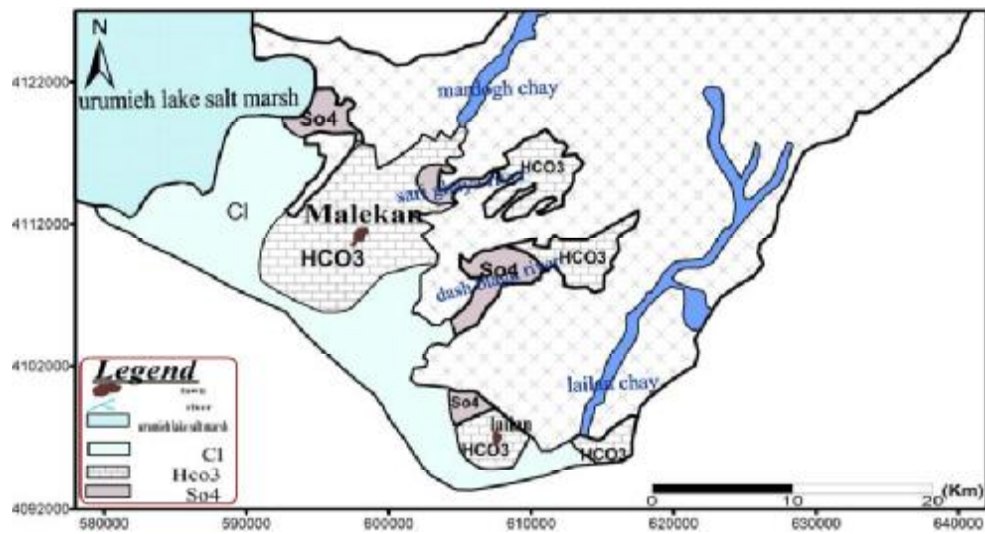 N
4122000
4112000
4102000
4092000
urumieh lake salt marsh
mardogh chay
So4
HCO3
Cl
Malekan
HCO3
HCO3
So4
lailan chay
So4
lailan
HCO3
HCO3
Legend
town
river
urumieh lake salt marsh
Cl
Hco3
So4
0 10 20 (Km)
580000 590000 600000 610000 620000 630000 640000